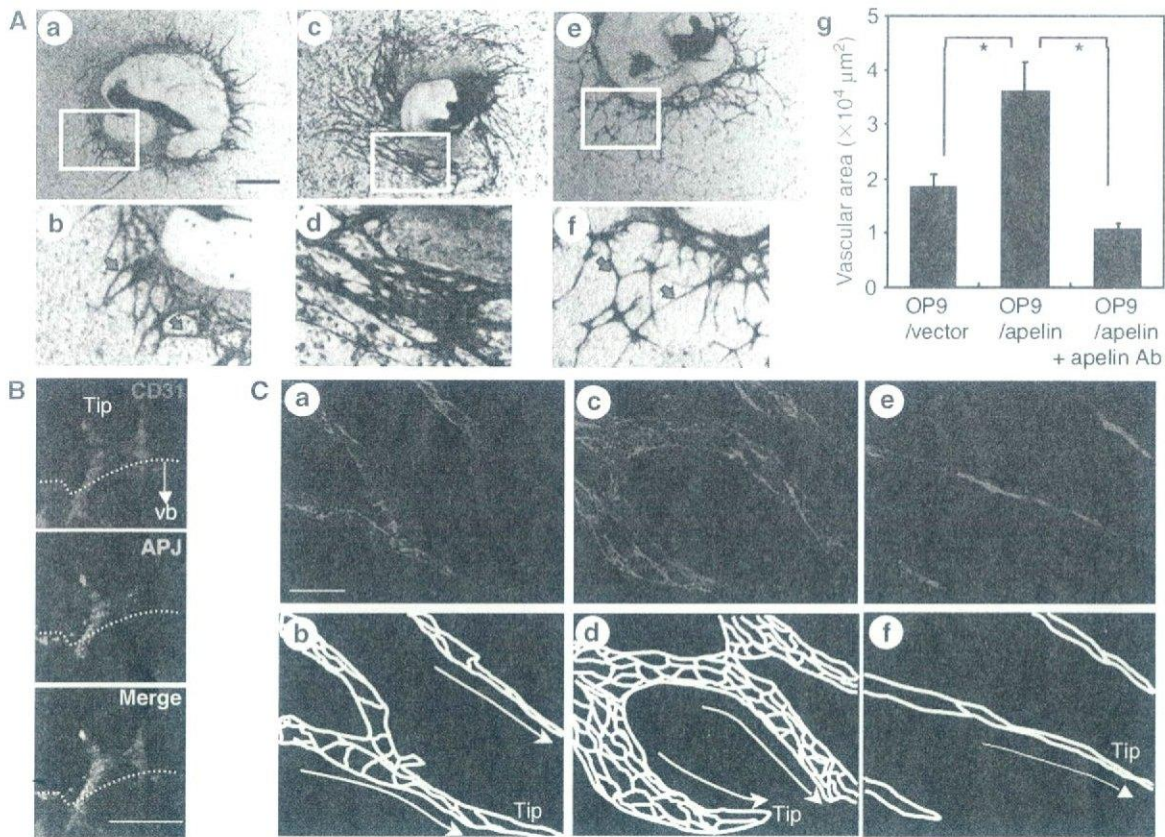 A
a
c
e
b
d
f
g
Vascular area (×10⁴ µm²)
5
4
3
2
1
0
*
*
OP9
/vector
OP9
/apelin
OP9
/apelin
+ apelin Ab
B
CD31
Tip
vb
APJ
Merge
C
a
c
e
b
Tip
d
Tip
f
Tip